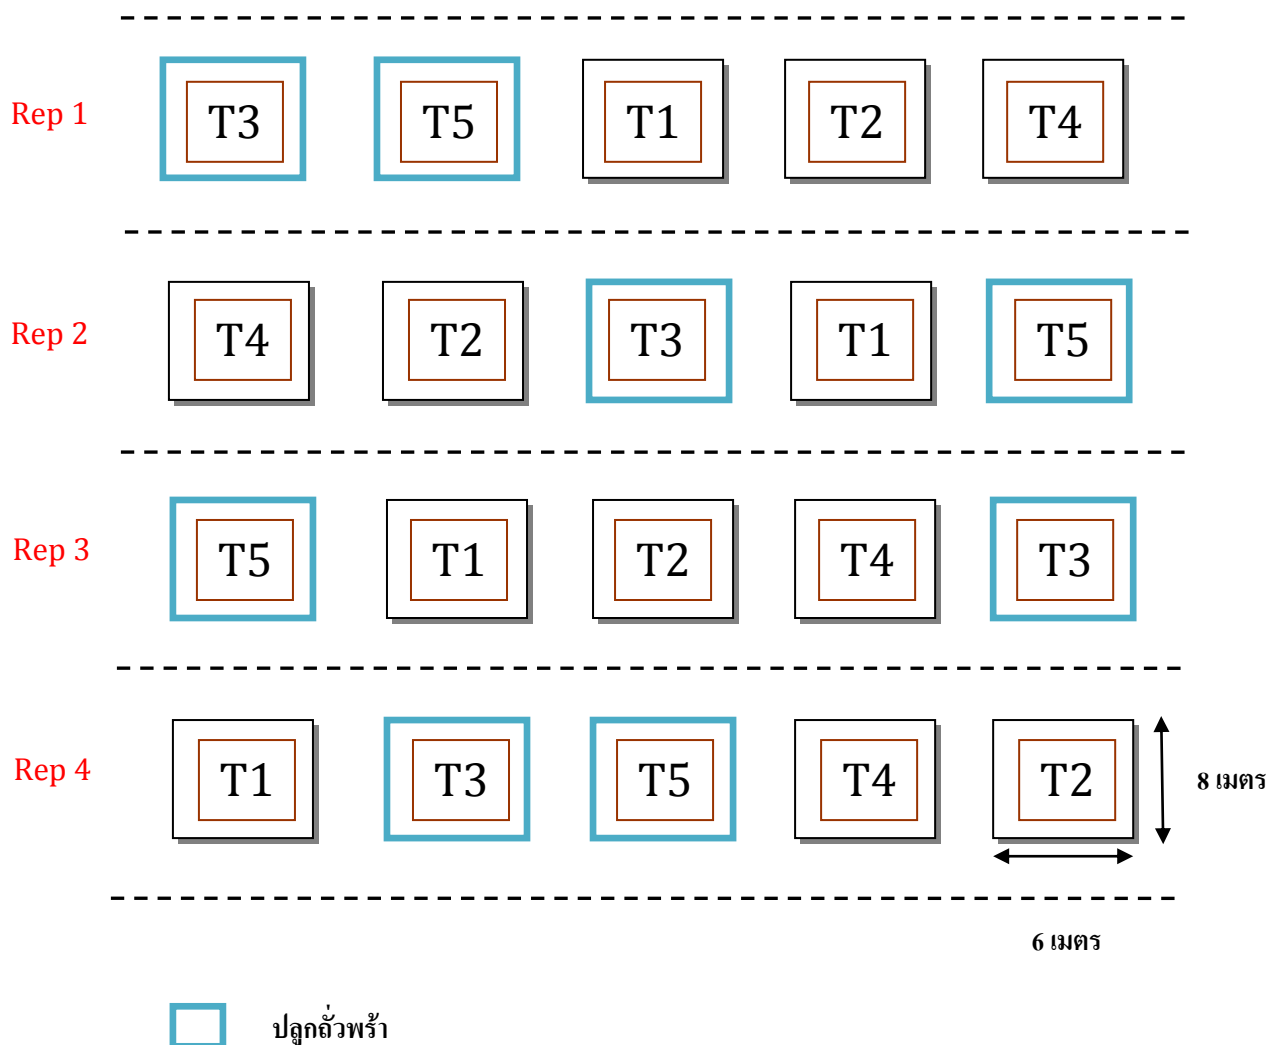 Rep 1 T3 T5 T1 T2 T4
Rep 2 T4 T2 T3 T1 T5
Rep 3 T5 T1 T2 T4 T3
Rep 4 T1 T3 T5 T4 T2
8 เมตร
6 เมตร
ปลูกถั่วพร้า